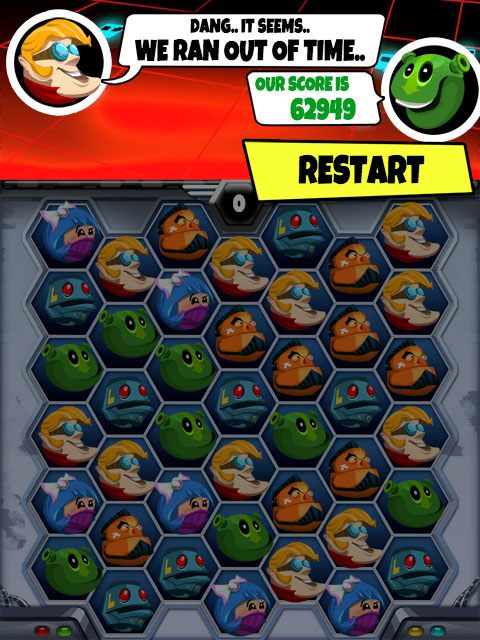 DANG.. IT SEEMS..
WE RAN OUT OF TIME..
OUR SCORE IS
62949
RESTART
0